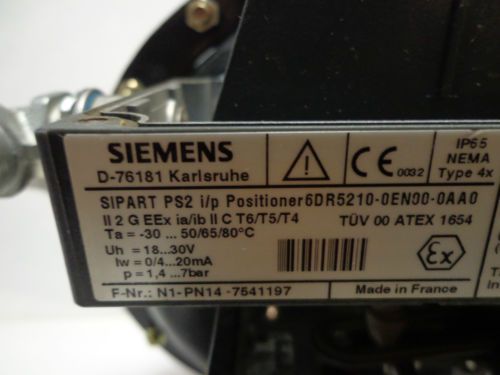 SIEMENS
D-76181 Karlsruhe
CE 0032
IP65
NEMA
Type 4x
SIPART PS2 i/p Positioner 6DR5210-0EN00-0AA0
II 2 G EEx ia/ib II C T6/T5/T4
TÜV 00 ATEX 1654
Ta = -30 ... 50/65/80°C
Uh = 18...30V
Iw = 0/4...20mA
p = 1,4 ...7bar
Ex
F-Nr.: N1-PN14 -7541197
Made in France